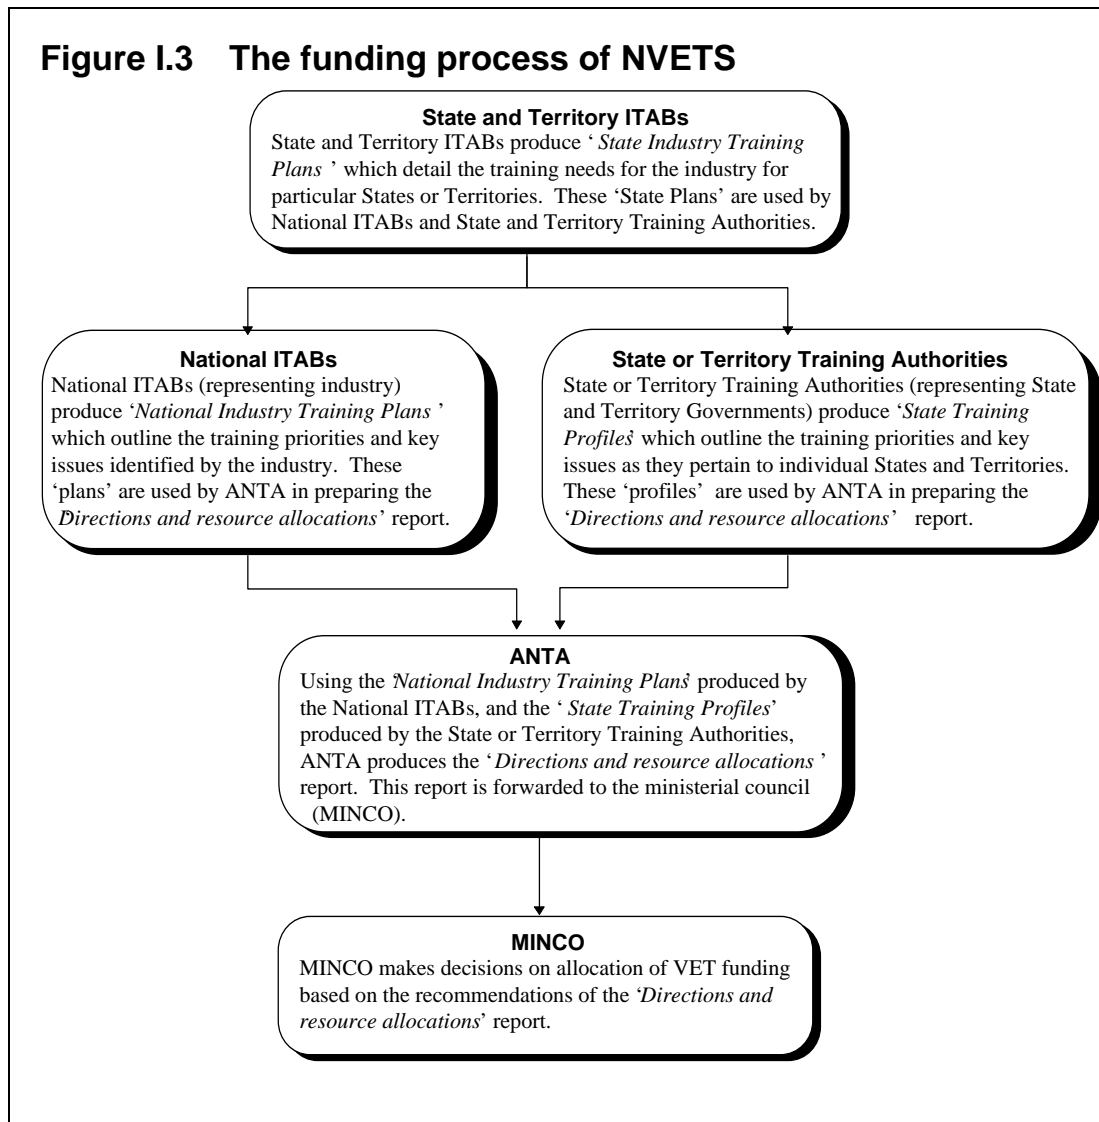 Figure I.3 The funding process of NVETS
State and Territory ITABs
State and Territory ITABs produce ‘ State Industry Training
Plans ’ which detail the training needs for the industry for
particular States or Territories. These ‘State Plans’ are used by
National ITABs and State and Territory Training Authorities.
National ITABs
National ITABs (representing industry)
produce ‘National Industry Training Plans ’
which outline the training priorities and key
issues identified by the industry. These
‘plans’ are used by ANTA in preparing the
‘Directions and resource allocations’ report.
State or Territory Training Authorities
State or Territory Training Authorities (representing State
and Territory Governments) produce ‘State Training
Profiles’ which outline the training priorities and key
issues as they pertain to individual States and Territories.
These ‘profiles’ are used by ANTA in preparing the
‘Directions and resource allocations’ report.
ANTA
Using the ‘National Industry Training Plans’ produced by
the National ITABs, and the ‘ State Training Profiles’
produced by the State or Territory Training Authorities,
ANTA produces the ‘Directions and resource allocations ’
report. This report is forwarded to the ministerial council
(MINCO).
MINCO
MINCO makes decisions on allocation of VET funding
based on the recommendations of the ‘Directions and
resource allocations’ report.